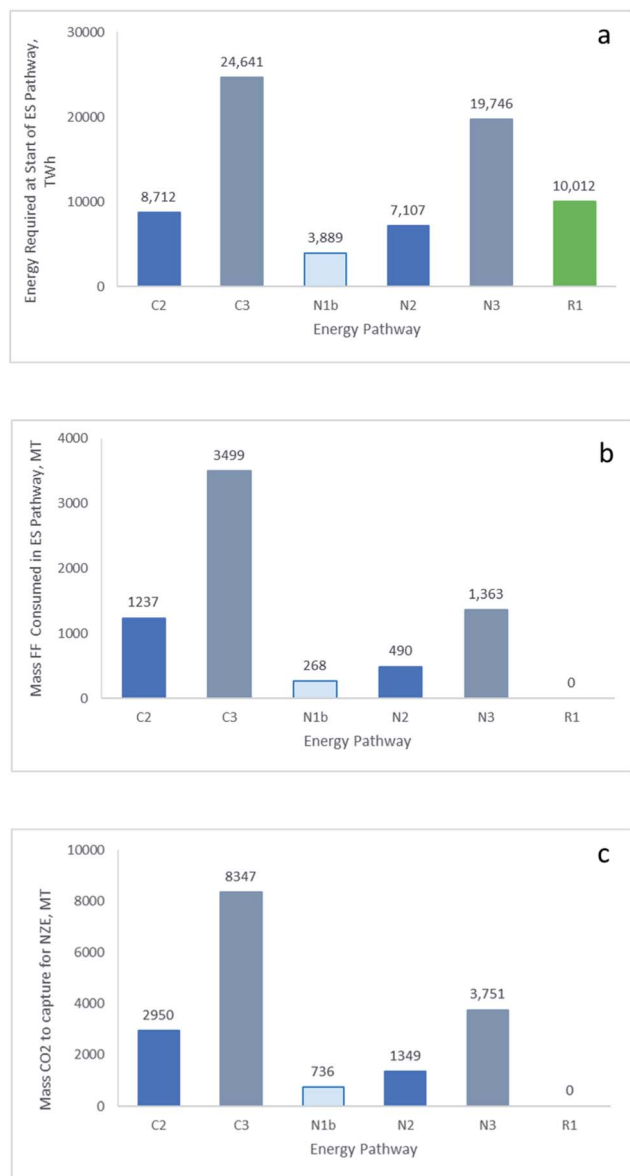 a
Energy Required at Start of ES Pathway,
TWh
30000
20000
10000
0
8,712
24,641
3,889
7,107
19,746
10,012
C2 C3 N1b N2 N3 R1
Energy Pathway
b
Mass FF Consumed in ES Pathway, MT
4000
3000
2000
1000
0
1237
3499
268
490
1,363
0
C2 C3 N1b N2 N3 R1
Energy Pathway
c
Mass CO2 to capture for NZE, MT
10000
8000
6000
4000
2000
0
2950
8347
736
1349
3,751
0
C2 C3 N1b N2 N3 R1
Energy Pathway